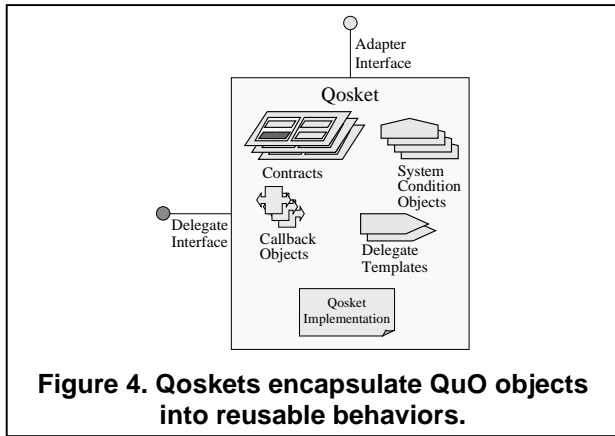 Adapter
Interface
Qosket
Contracts
System
Condition
Objects
Delegate
Interface
Callback
Objects
Delegate
Templates
Qosket
Implementation
Figure 4. Qoskets encapsulate QuO objects
into reusable behaviors.